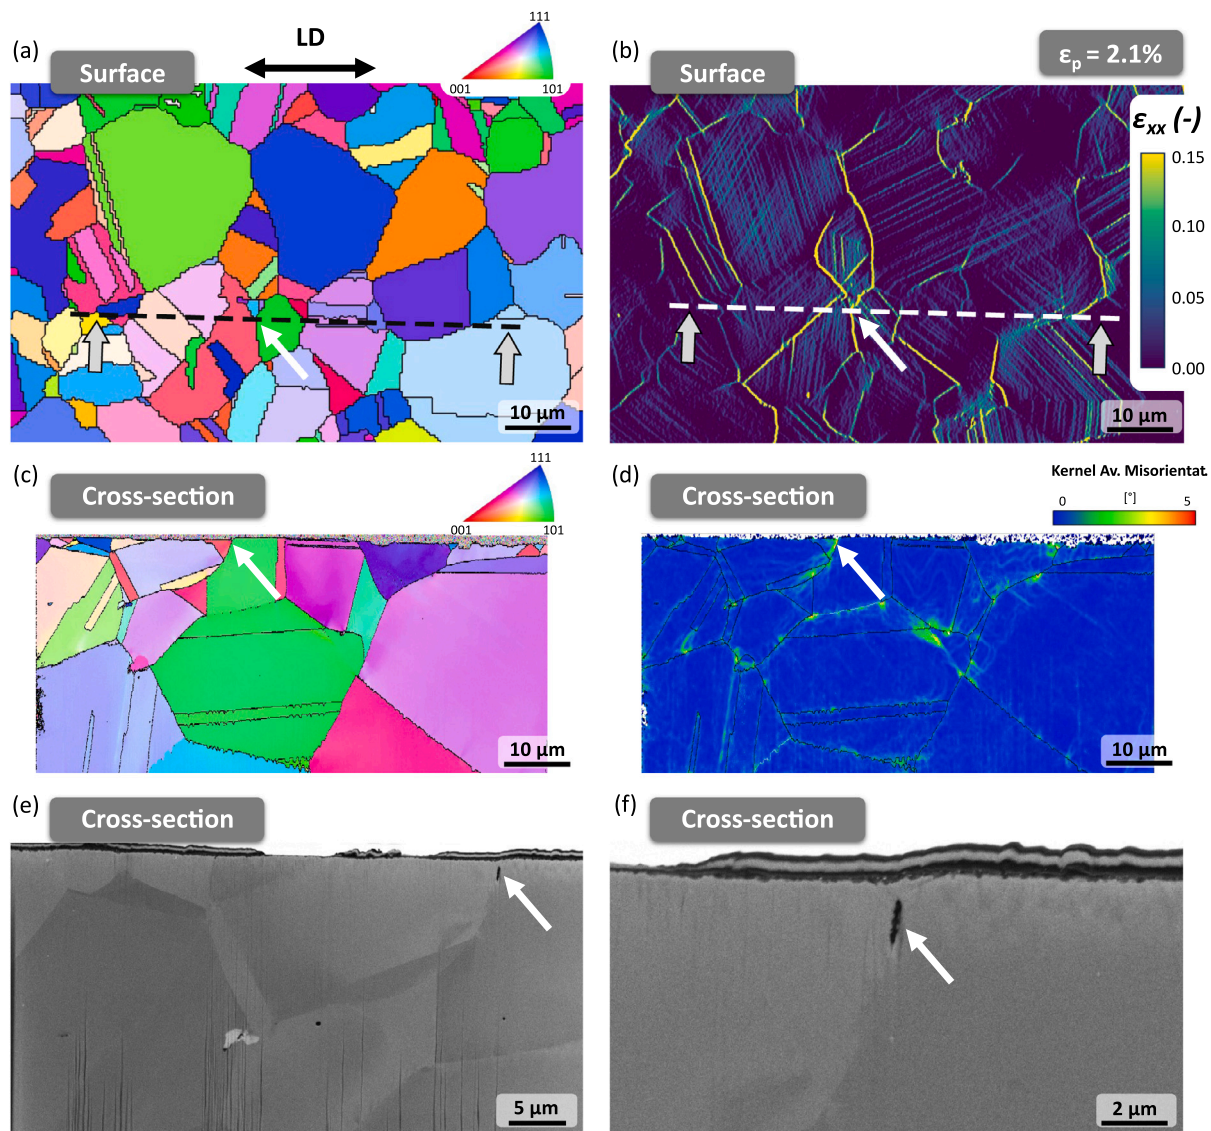 (a)
Surface
LD
111
001
101
10 µm
(b)
Surface
εp = 2.1%
εxx (-)
0.15
0.10
0.05
0.00
10 µm
(c)
Cross-section
111
001
101
10 µm
(d)
Cross-section
Kernel Av. Misorientat.
0
[°]
5
10 µm
(e)
Cross-section
5 µm
(f)
Cross-section
2 µm